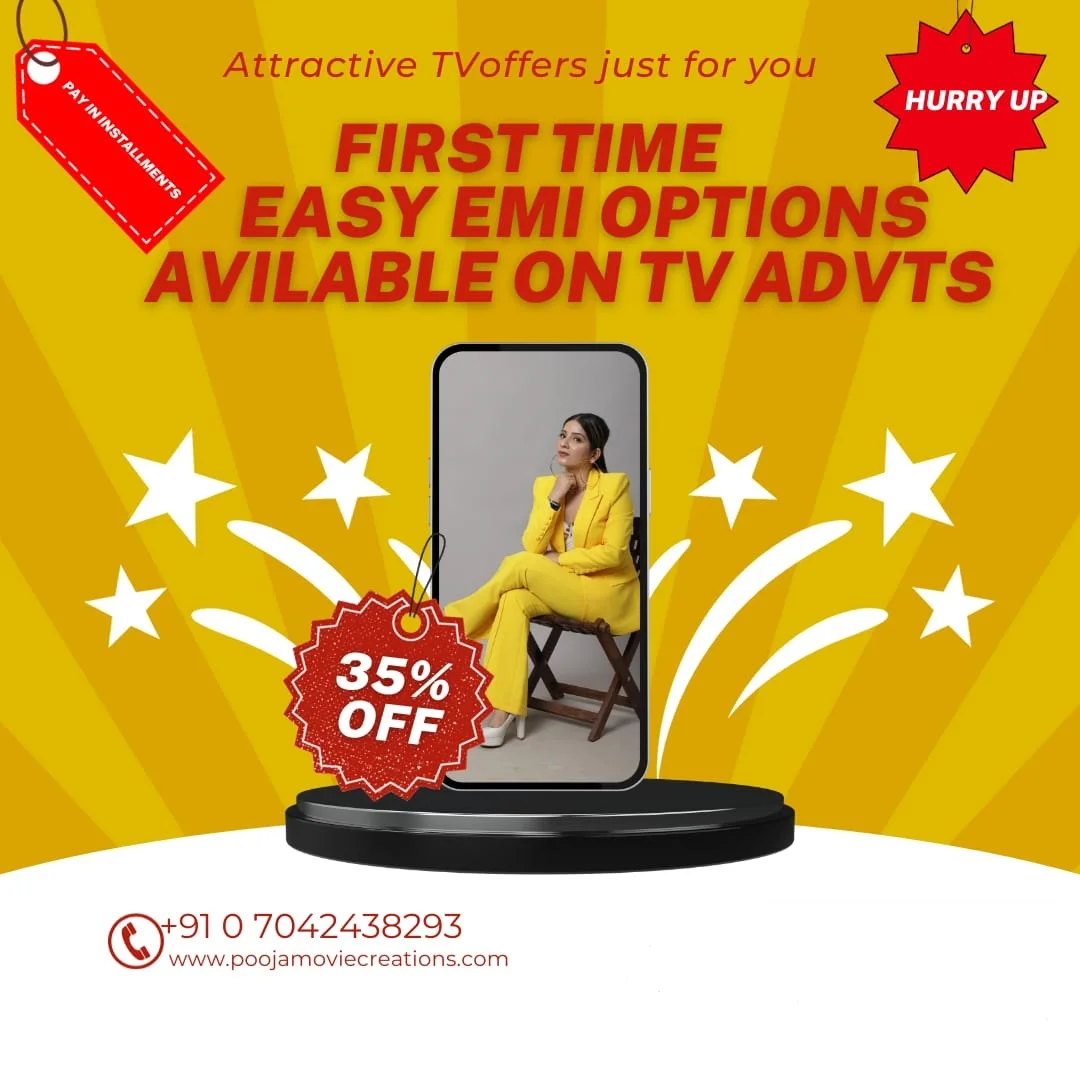 Attractive TVoffers just for you
HURRY UP
PAY IN INSTALLMENTS
FIRST TIME
EASY EMI OPTIONS
AVILABLE ON TV ADVTS
35%
OFF
+91 0 7042438293
www.poojamoviecreations.com